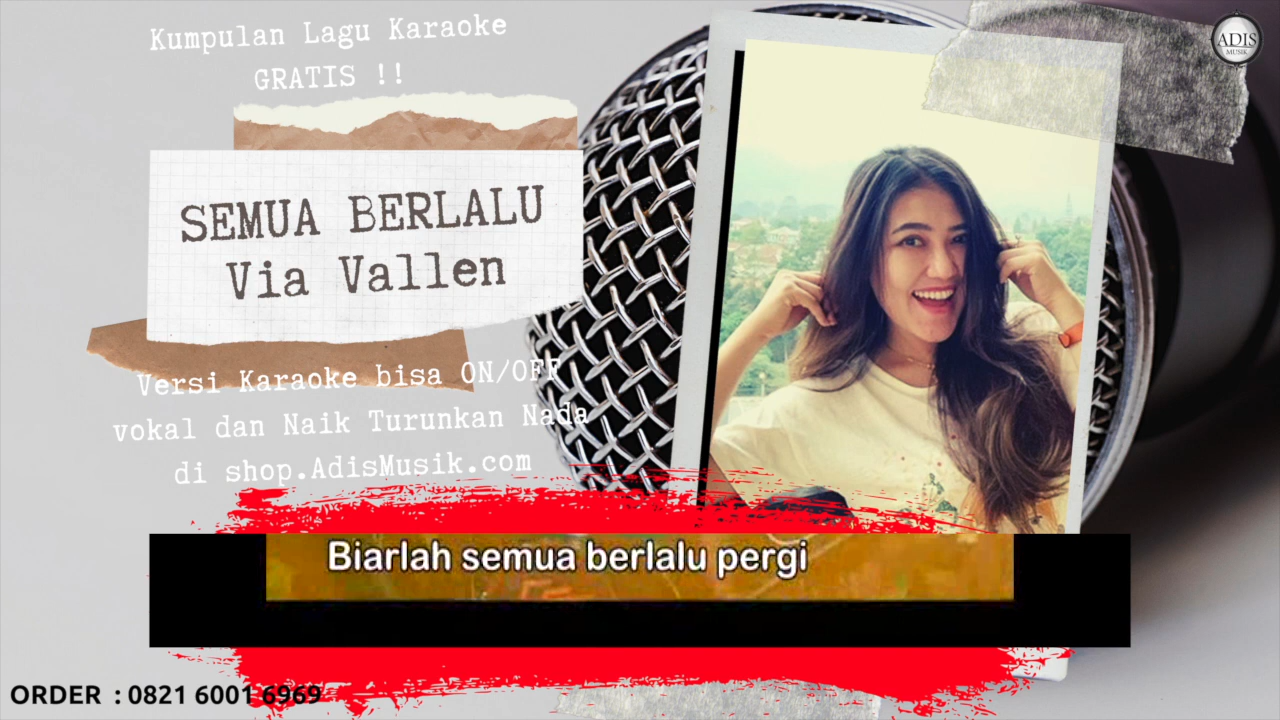 Kumpulan Lagu Karaoke
GRATIS !!
ADIS
MUSIK
SEMUA BERLALU
Via Vallen
Versi Karaoke bisa ON/OFF
vokal dan Naik Turunkan Nada
di shop.AdisMusik.com
Biarlah semua berlalu pergi
ORDER : 0821 6001 6969